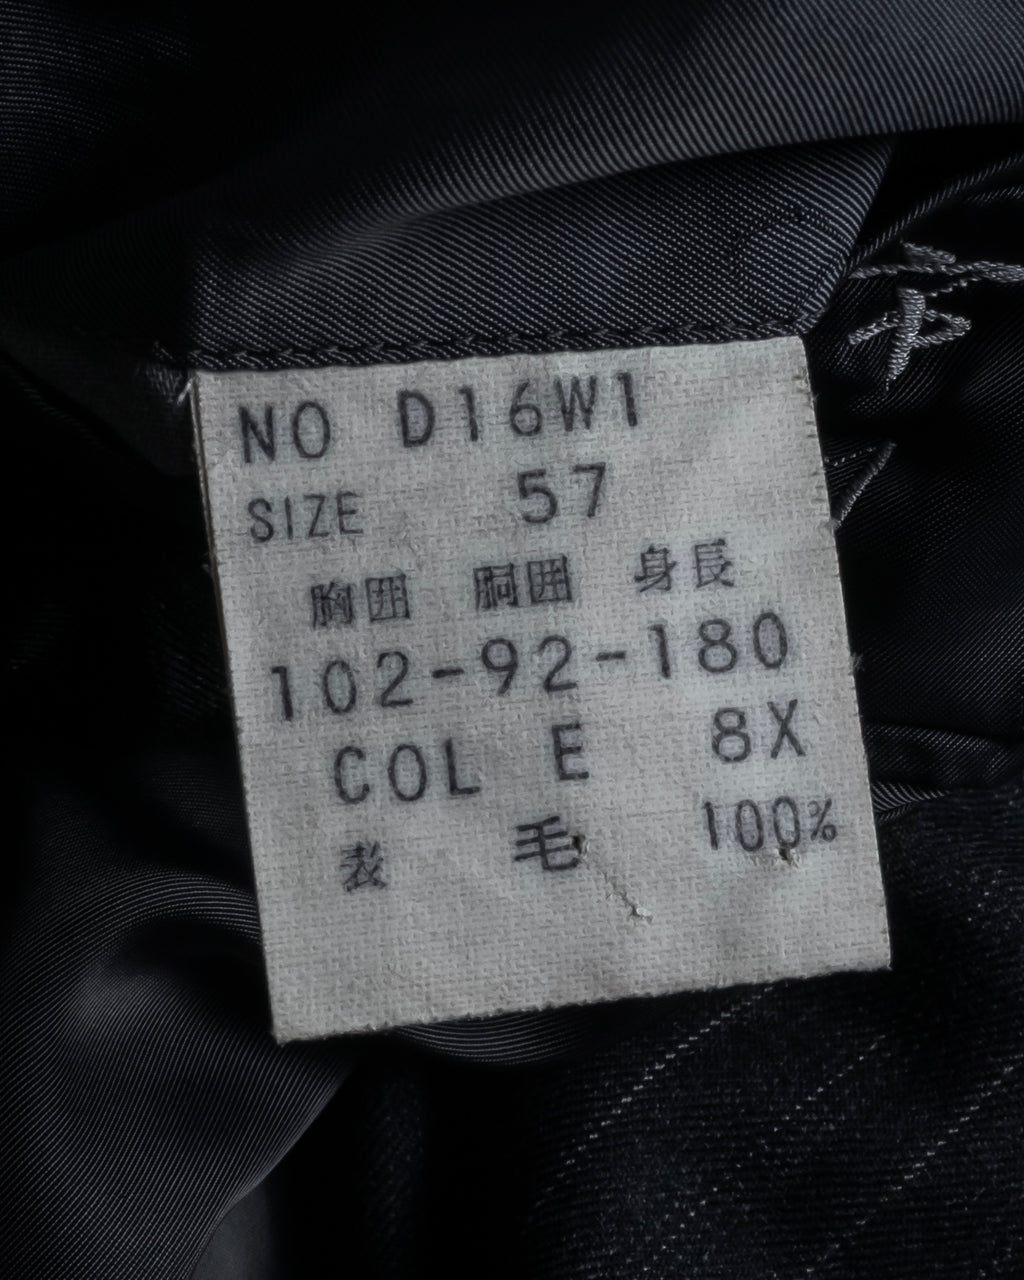 NO D16W1
SIZE 57
胸囲 胴囲 身長
102-92-180
COL E 8X
表 毛 100%